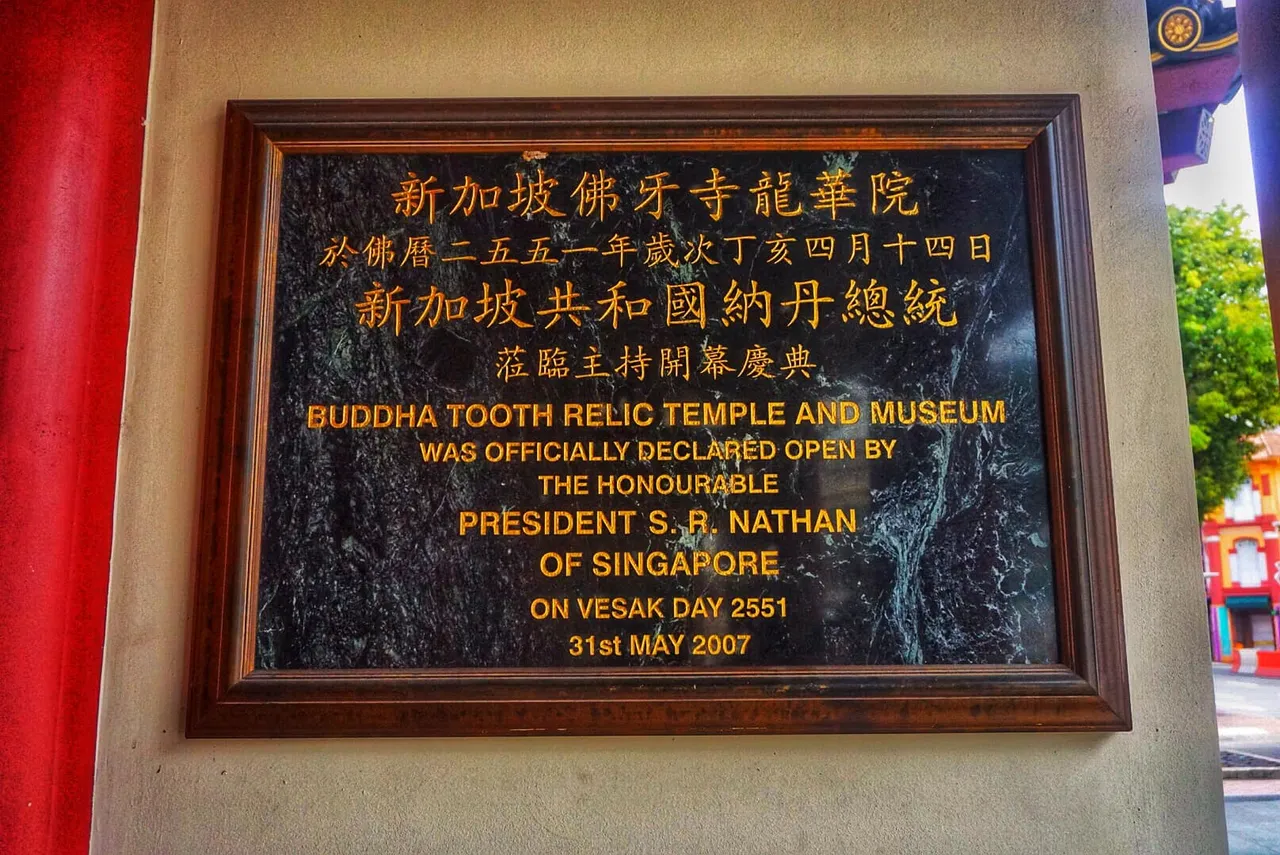 新加坡佛牙寺龍華院
於佛曆二五五一年歲次丁亥四月十四日
新加坡共和國納丹總統
蒞臨主持開幕慶典
BUDDHA TOOTH RELIC TEMPLE AND MUSEUM
WAS OFFICIALLY DECLARED OPEN BY
THE HONOURABLE
PRESIDENT S. R. NATHAN
OF SINGAPORE
ON VESAK DAY 2551
31st MAY 2007